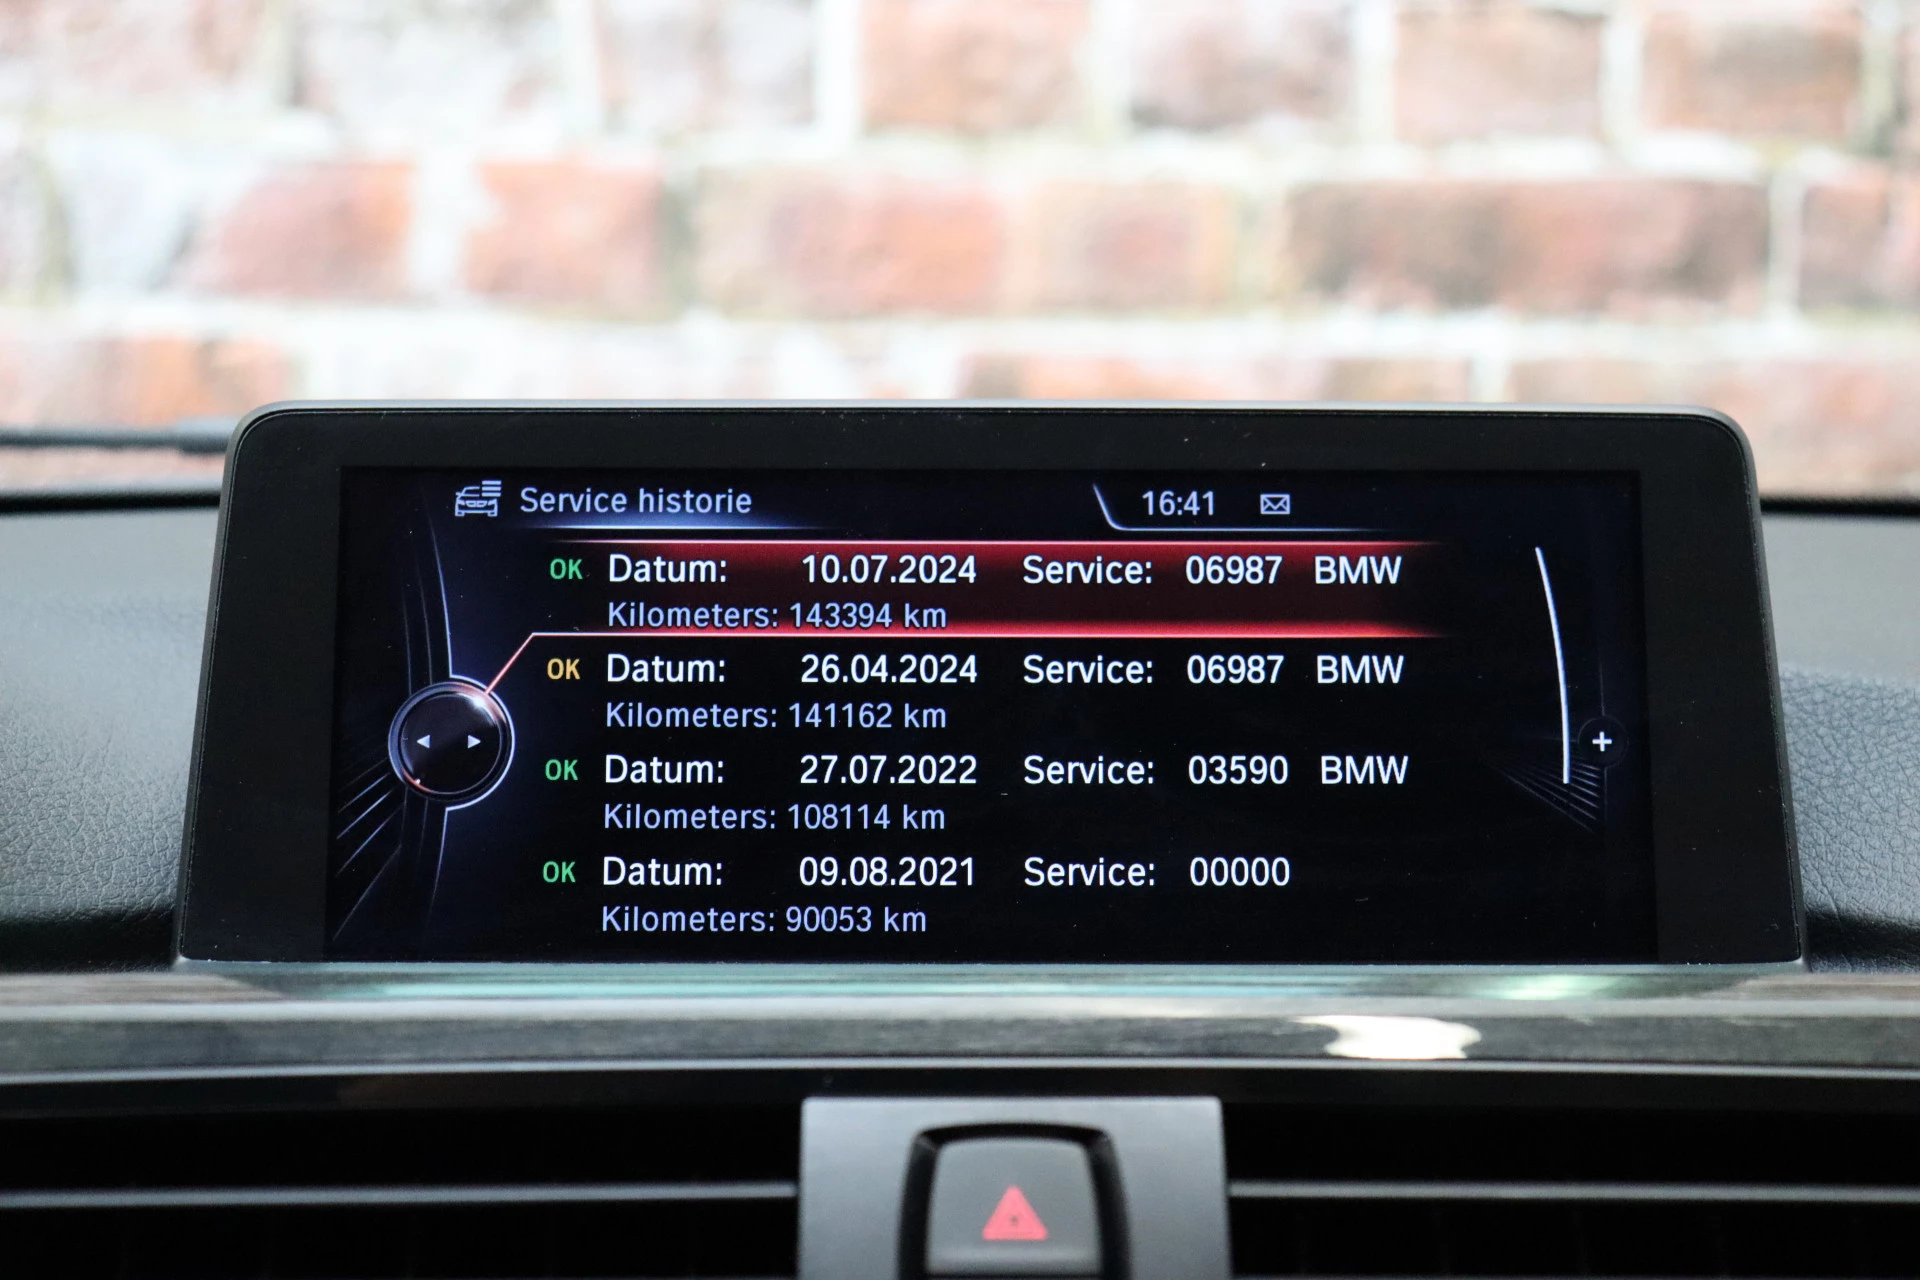 Service historie 16:41
OK Datum: 10.07.2024 Service: 06987 BMW
Kilometers: 143394 km
OK Datum: 26.04.2024 Service: 06987 BMW
Kilometers: 141162 km
OK Datum: 27.07.2022 Service: 03590 BMW
Kilometers: 108114 km
OK Datum: 09.08.2021 Service: 00000
Kilometers: 90053 km